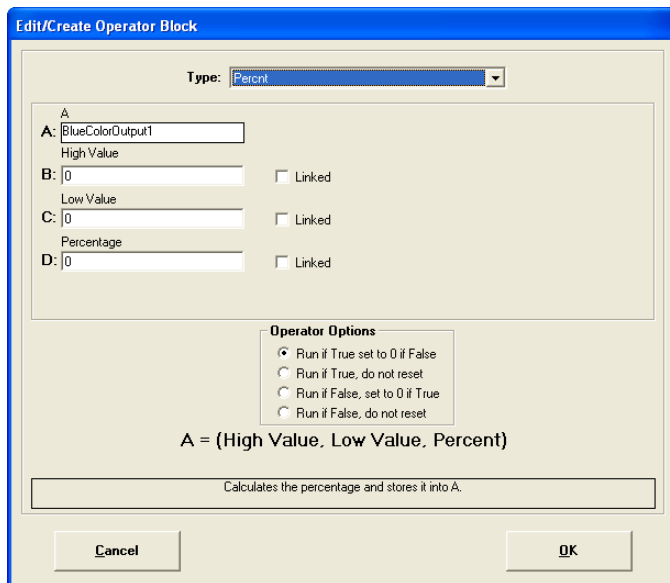 Edit/Create Operator Block
Type: Percnt
A
A: BlueColorOutput1
High Value
B: 0 Linked
Low Value
C: 0 Linked
Percentage
D: 0 Linked
Operator Options
Run if True set to 0 if False
Run if True, do not reset
Run if False, set to 0 if True
Run if False, do not reset
A = (High Value, Low Value, Percent)
Calculates the percentage and stores it into A.
Cancel OK